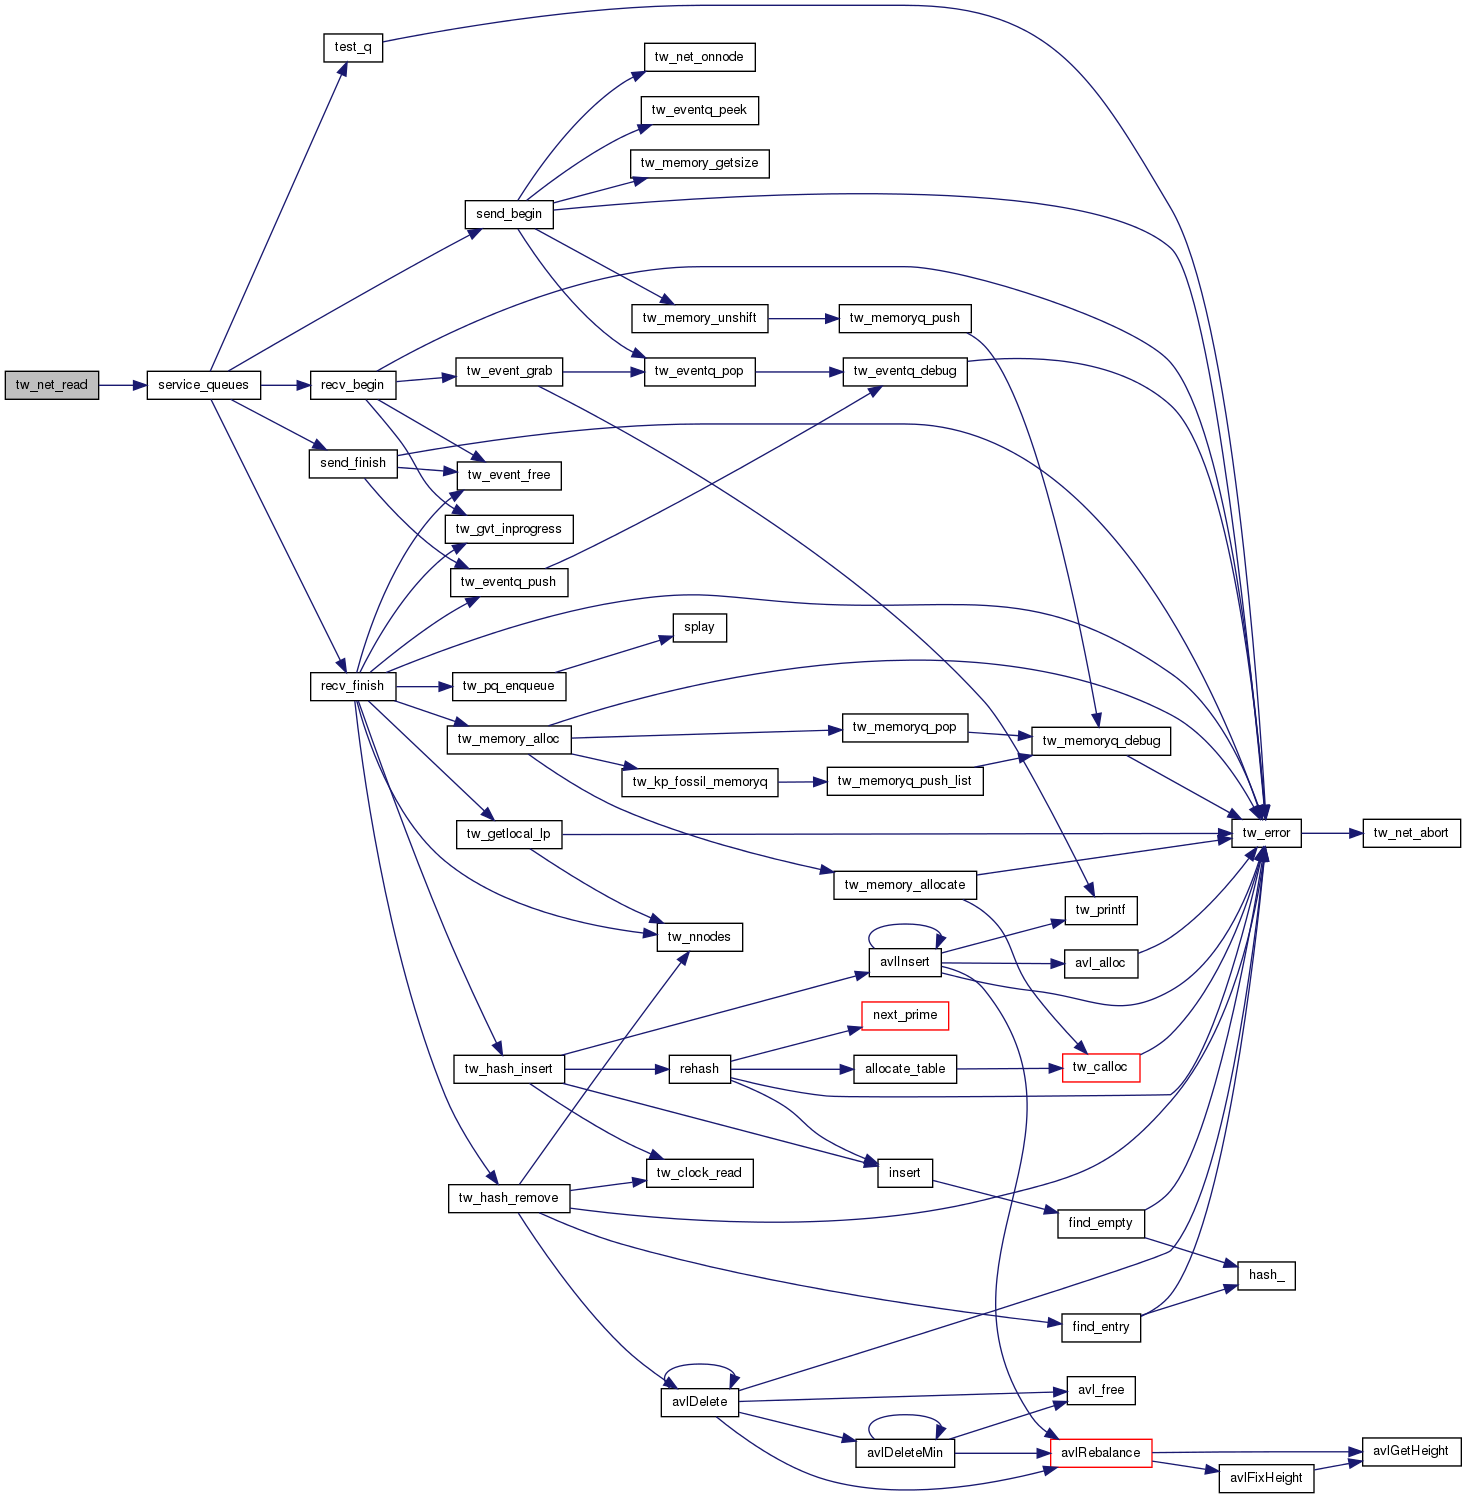 test_q
tw_net_onnode
tw_eventq_peek
tw_memory_getsize
send_begin
tw_memory_unshift
tw_memoryq_push
tw_net_read
service_queues
recv_begin
tw_event_grab
tw_eventq_pop
tw_eventq_debug
send_finish
tw_event_free
tw_gvt_inprogress
tw_eventq_push
splay
recv_finish
tw_pq_enqueue
tw_memory_alloc
tw_memoryq_pop
tw_memoryq_debug
tw_kp_fossil_memoryq
tw_memoryq_push_list
tw_getlocal_lp
tw_error
tw_net_abort
tw_memory_allocate
tw_printf
tw_nnodes
avlInsert
avl_alloc
next_prime
tw_hash_insert
rehash
allocate_table
tw_calloc
tw_clock_read
insert
tw_hash_remove
find_empty
hash_
find_entry
avlDelete
avl_free
avlDeleteMin
avlRebalance
avlGetHeight
avlFixHeight